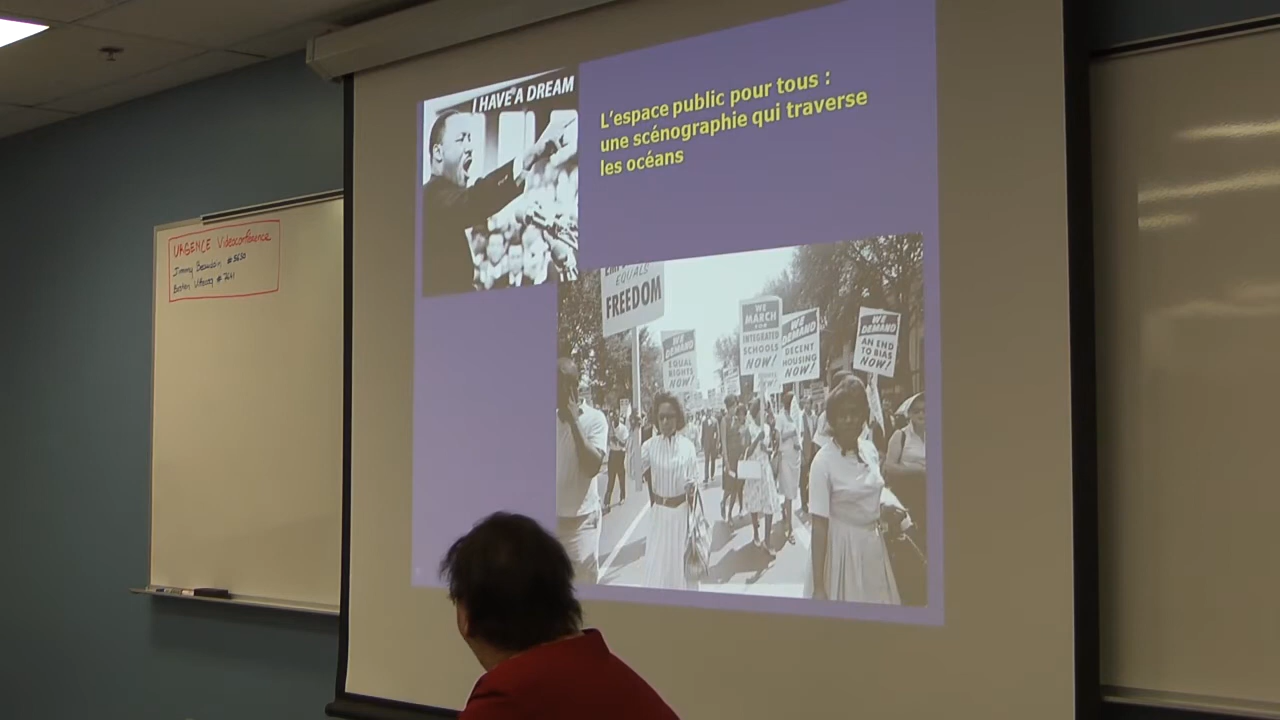 URGENCE Videoconference
#5650
I HAVE A DREAM
L'espace public pour tous :
une scénographie qui traverse
les océans
EQUALS
FREEDOM
WE
DEMAND
EQUAL
RIGHTS
NOW!
WE
MARCH
FOR
INTEGRATED
SCHOOLS
NOW!
WE
DEMAND
DECENT
HOUSING
NOW!
WE
DEMAND
AN END
TO BIAS
NOW!